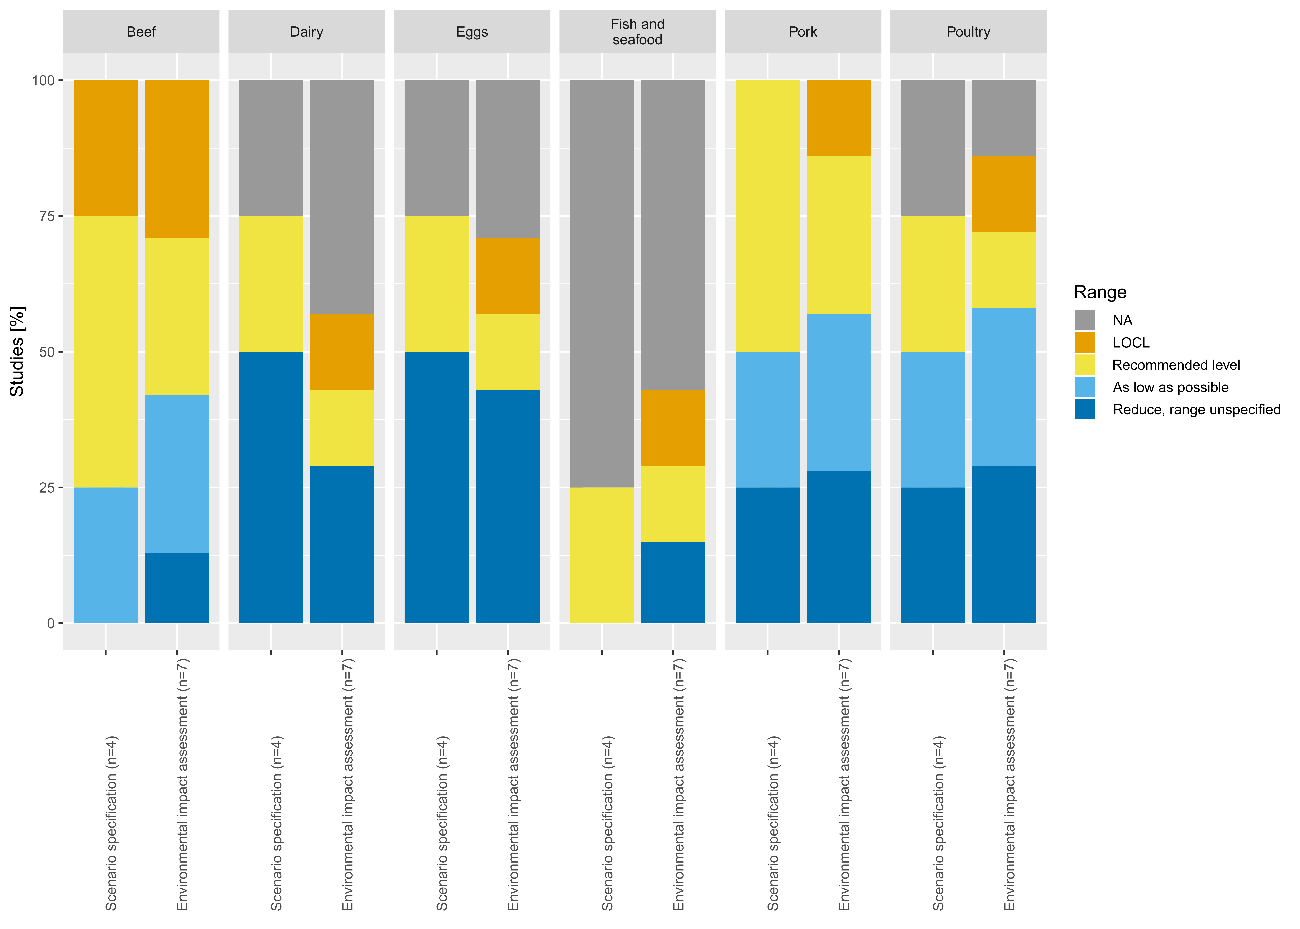 Beef
Dairy
Eggs
Fish and
seafood
Pork
Poultry
Studies [%]
100
75
50
25
0
Scenario specification (n=4)
Environmental impact assessment (n=7)
Scenario specification (n=4)
Environmental impact assessment (n=7)
Scenario specification (n=4)
Environmental impact assessment (n=7)
Scenario specification (n=4)
Environmental impact assessment (n=7)
Scenario specification (n=4)
Environmental impact assessment (n=7)
Scenario specification (n=4)
Environmental impact assessment (n=7)
Range
NA
LOCL
Recommended level
As low as possible
Reduce, range unspecified